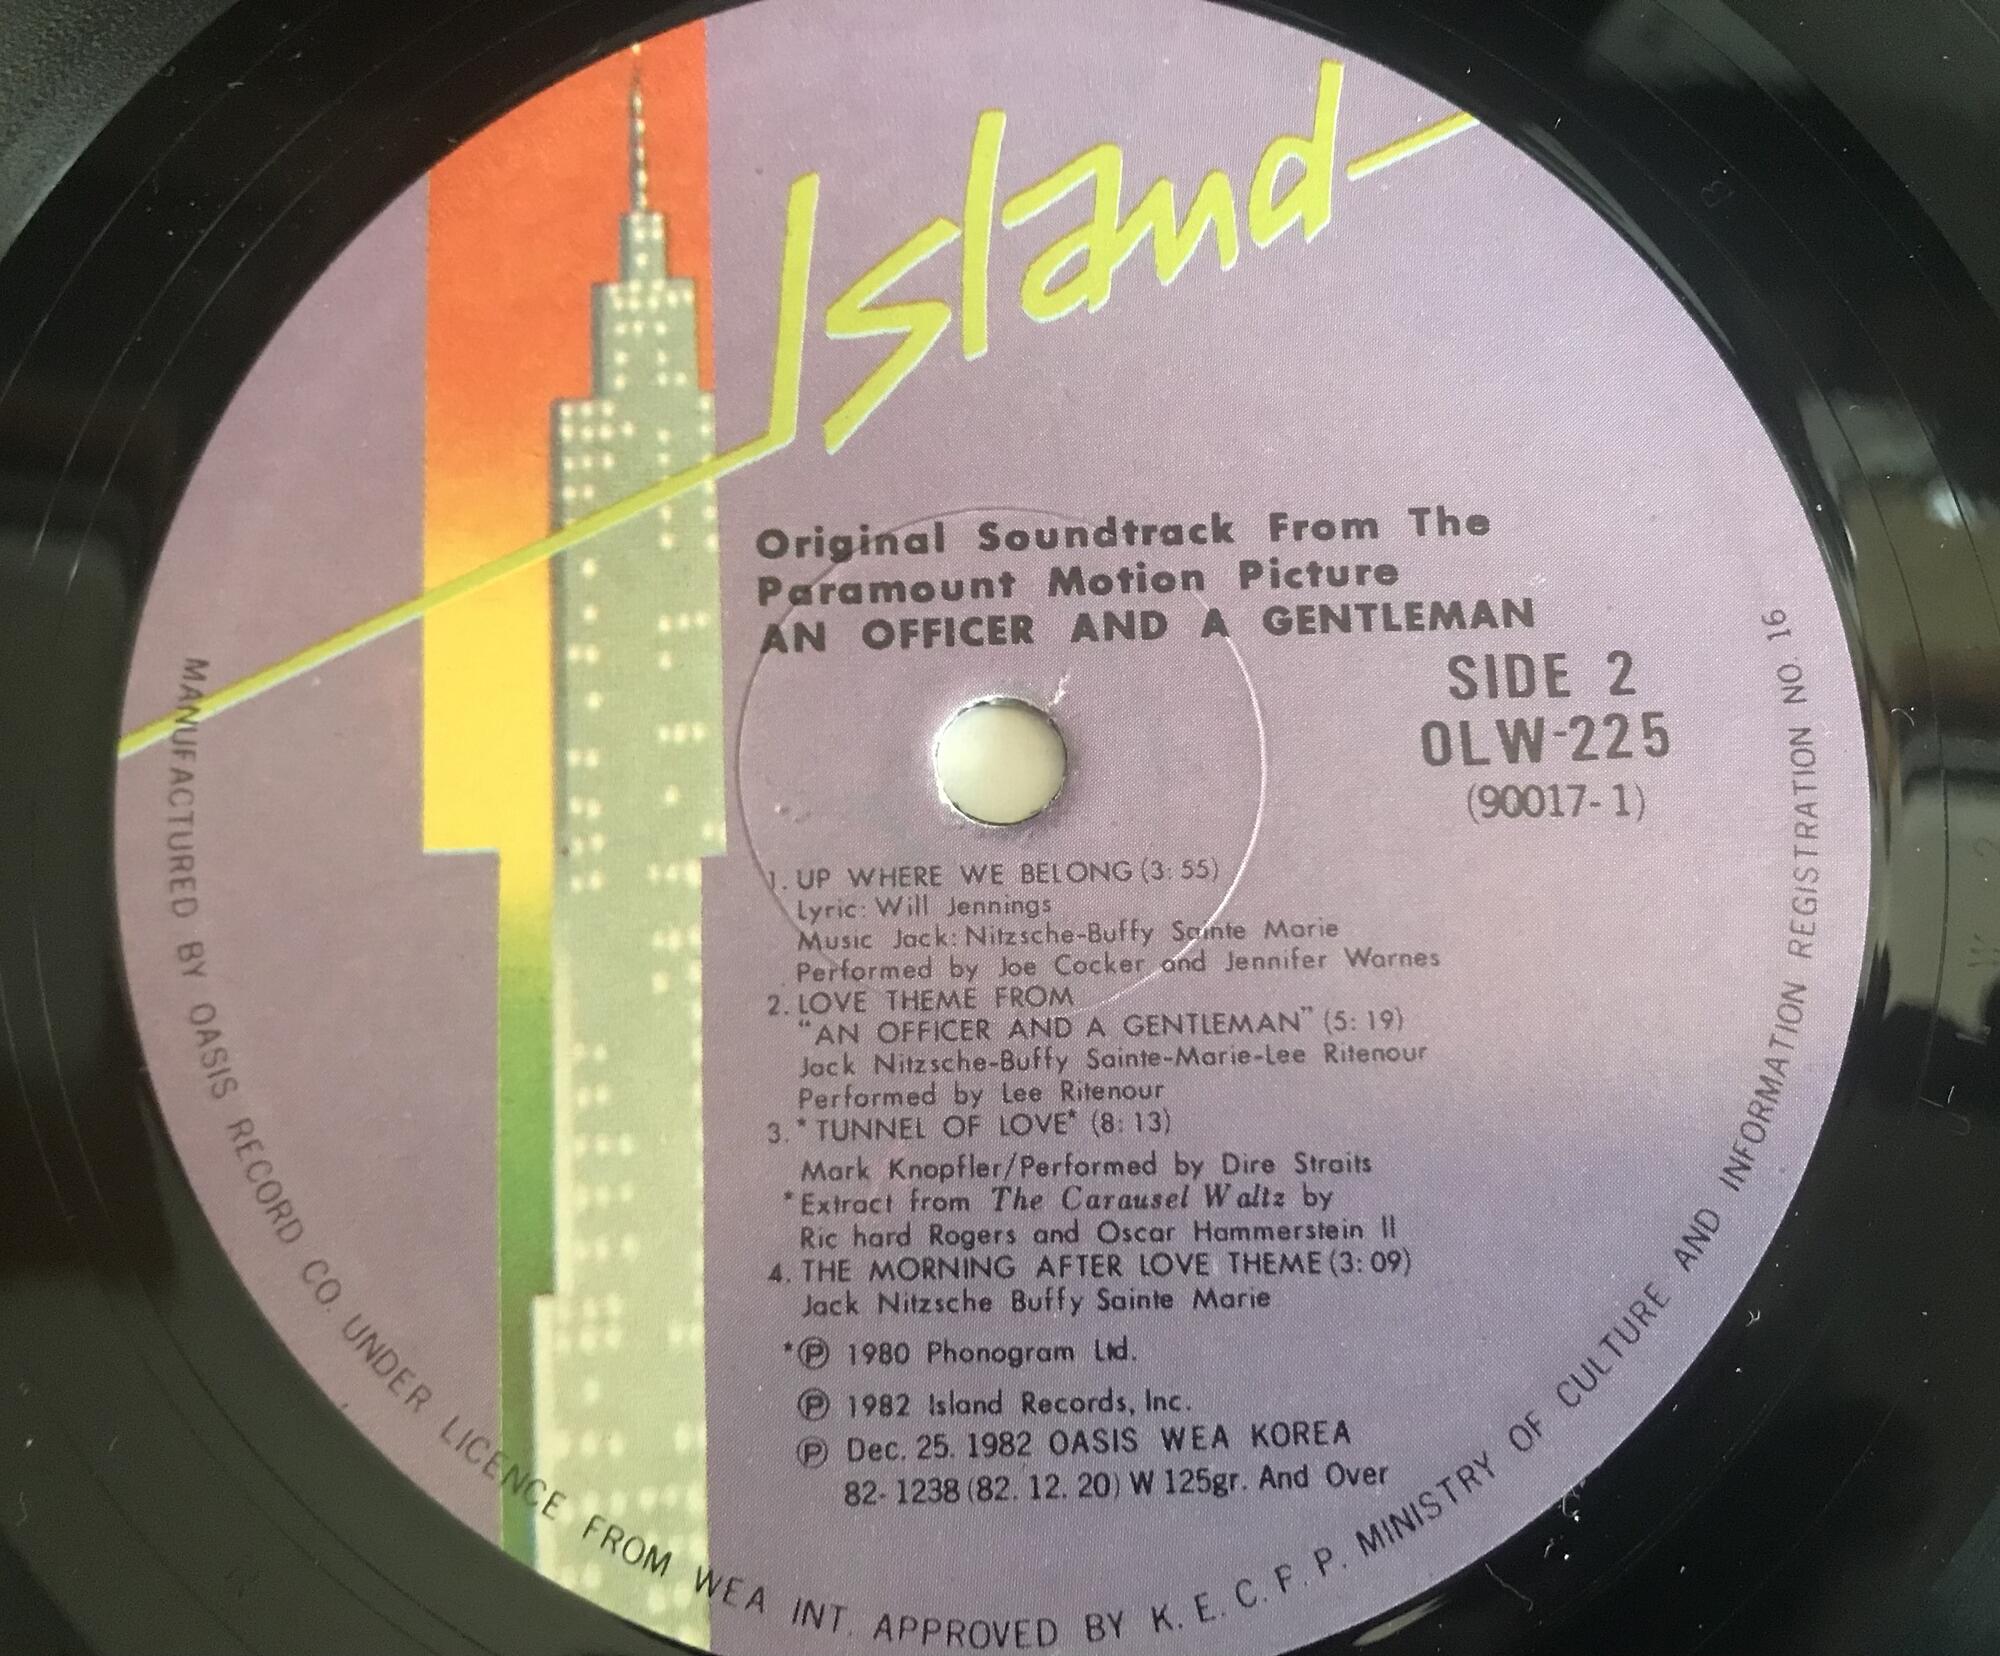 Island
Original Soundtrack From The
Paramount Motion Picture
AN OFFICER AND A GENTLEMAN
SIDE 2
OLW-225
(90017-1)
1. UP WHERE WE BELONG (3:55)
Lyric: Will Jennings
Music Jack: Nitzsche-Buffy Sainte Marie
Performed by Joe Cocker and Jennifer Warnes
2. LOVE THEME FROM
"AN OFFICER AND A GENTLEMAN" (5:19)
Jack Nitzsche-Buffy Sainte-Marie-Lee Ritenour
Performed by Lee Ritenour
3. * TUNNEL OF LOVE* (8:13)
Mark Knopfler/Performed by Dire Straits
*Extract from The Carausel Waltz by
Ric hard Rogers and Oscar Hammerstein II
4. THE MORNING AFTER LOVE THEME (3:09)
Jack Nitzsche Buffy Sainte Marie
*Ⓟ 1980 Phonogram Ltd.
Ⓟ 1982 Island Records, Inc.
Ⓟ Dec. 25. 1982 OASIS WEA KOREA
82-1238 (82. 12. 20) W 125gr. And Over
MANUFACTURED BY OASIS RECORD CO. UNDER LICENCE FROM WEA INT. APPROVED BY K. E. C. F. P. MINISTRY OF CULTURE AND INFORMATION REGISTRATION NO. 16